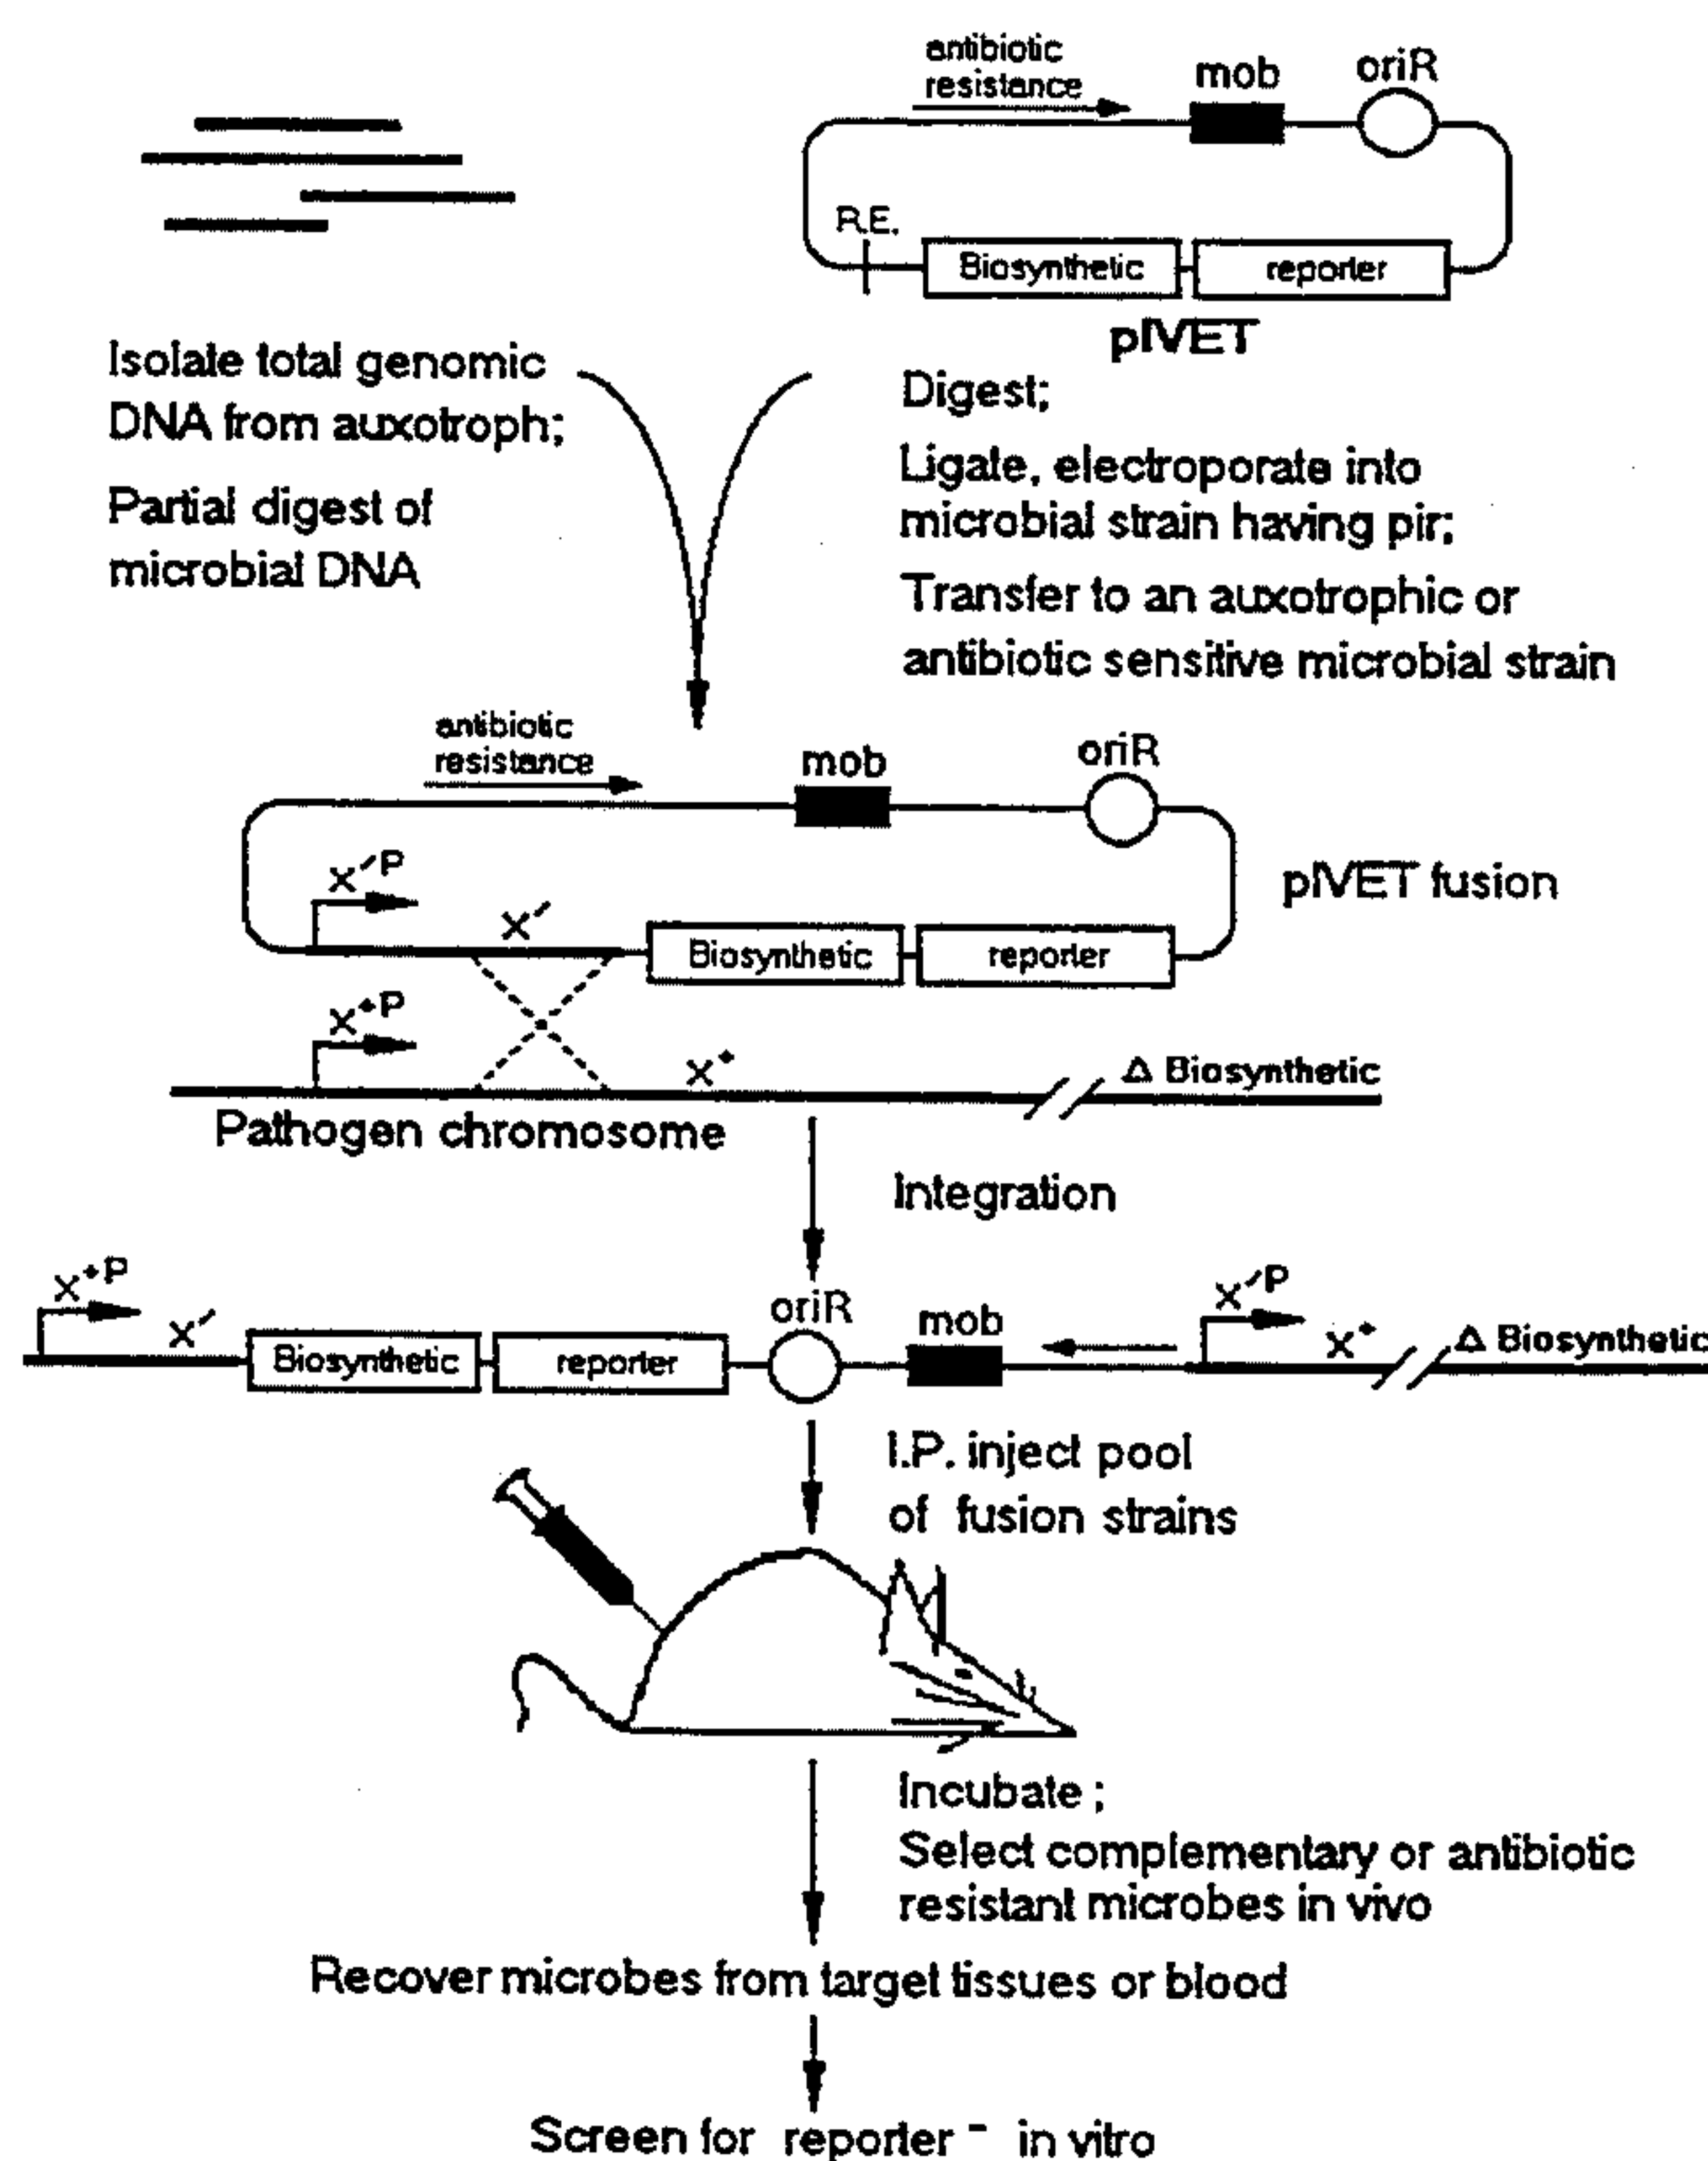 antibiotic
resistance
mob
oriR
R.E.
Biosynthetic
reporter
pIVET
Isolate total genomic
DNA from auxotroph;
Partial digest of
microbial DNA
Digest;
Ligate, electroporate into
microbial strain having pir;
Transfer to an auxotrophic or
antibiotic sensitive microbial strain
antibiotic
resistance
mob
oriR
X′P
X′
Biosynthetic
reporter
pIVET fusion
X+P
X+
Δ Biosynthetic
Pathogen chromosome
Integration
X+P
X′
Biosynthetic
reporter
oriR
mob
X′P
X+
Δ Biosynthetic
I.P. inject pool
of fusion strains
Incubate ;
Select complementary or antibiotic
resistant microbes in vivo
Recover microbes from target tissues or blood
Screen for reporter⁻ in vitro